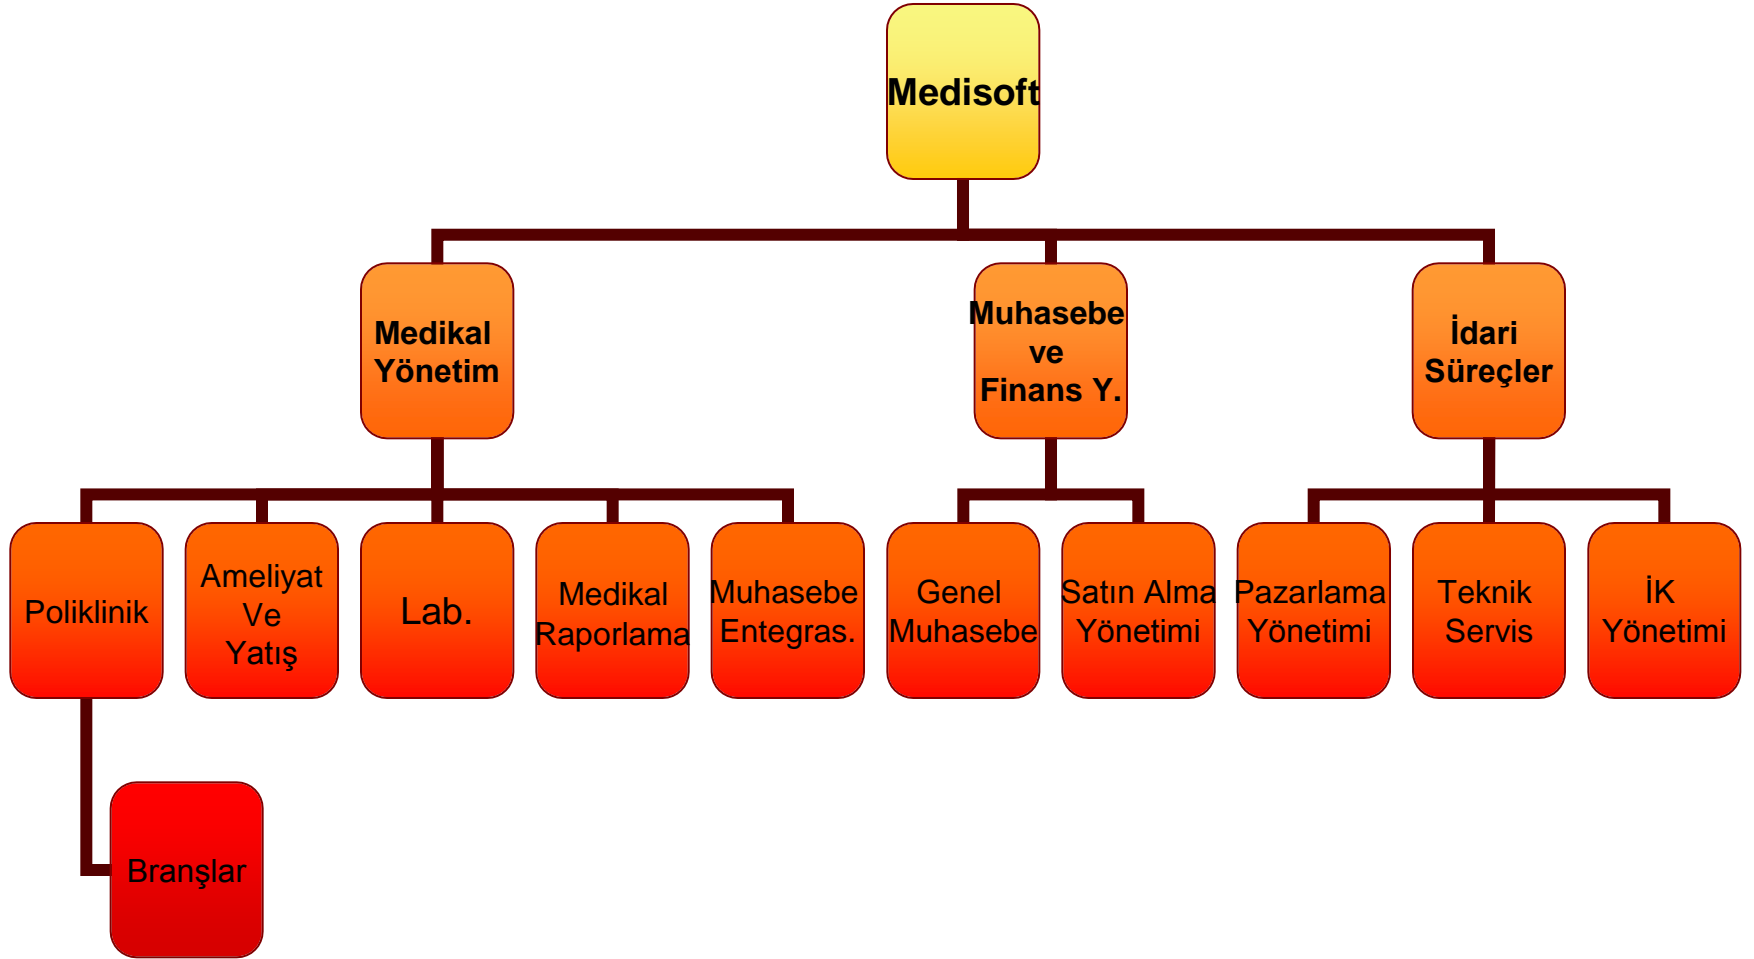 Medisoft
Medikal
Yönetim
Muhasebe
ve
Finans Y.
İdari
Süreçler
Poliklinik
Ameliyat
Ve
Yatış
Lab.
Medikal
Raporlama
Muhasebe
Entegras.
Genel
Muhasebe
Satın Alma
Yönetimi
Pazarlama
Yönetimi
Teknik
Servis
İK
Yönetimi
Branşlar